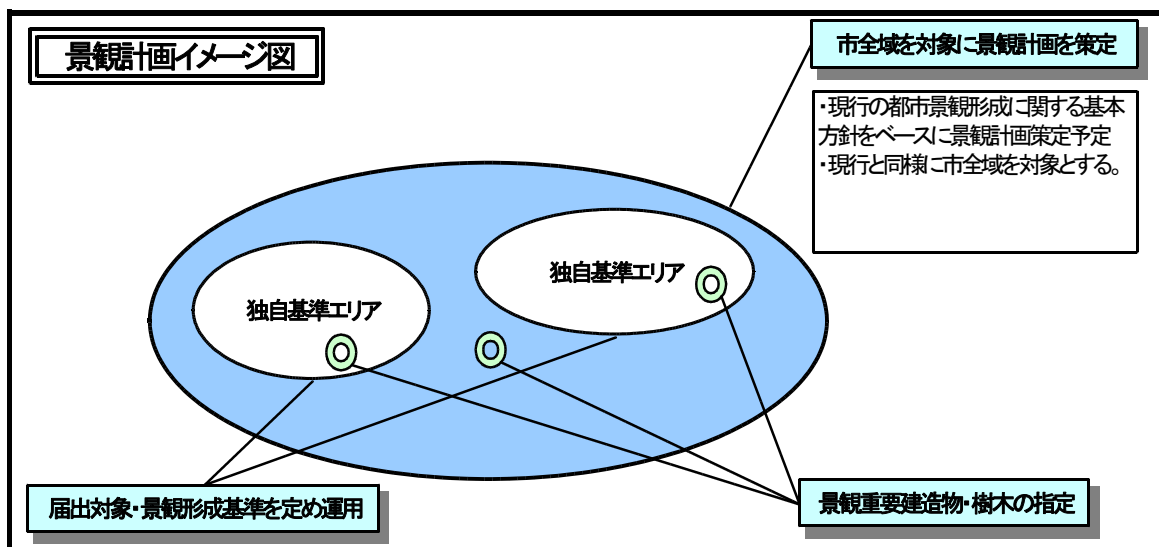 景観計画イメージ図
市全域を対象に景観計画を策定
・現行の都市景観形成に関する基本
方針をベースに景観計画策定予定
・現行と同様に市全域を対象とする。
独自基準エリア
独自基準エリア
届出対象・景観形成基準を定め運用
景観重要建造物・樹木の指定